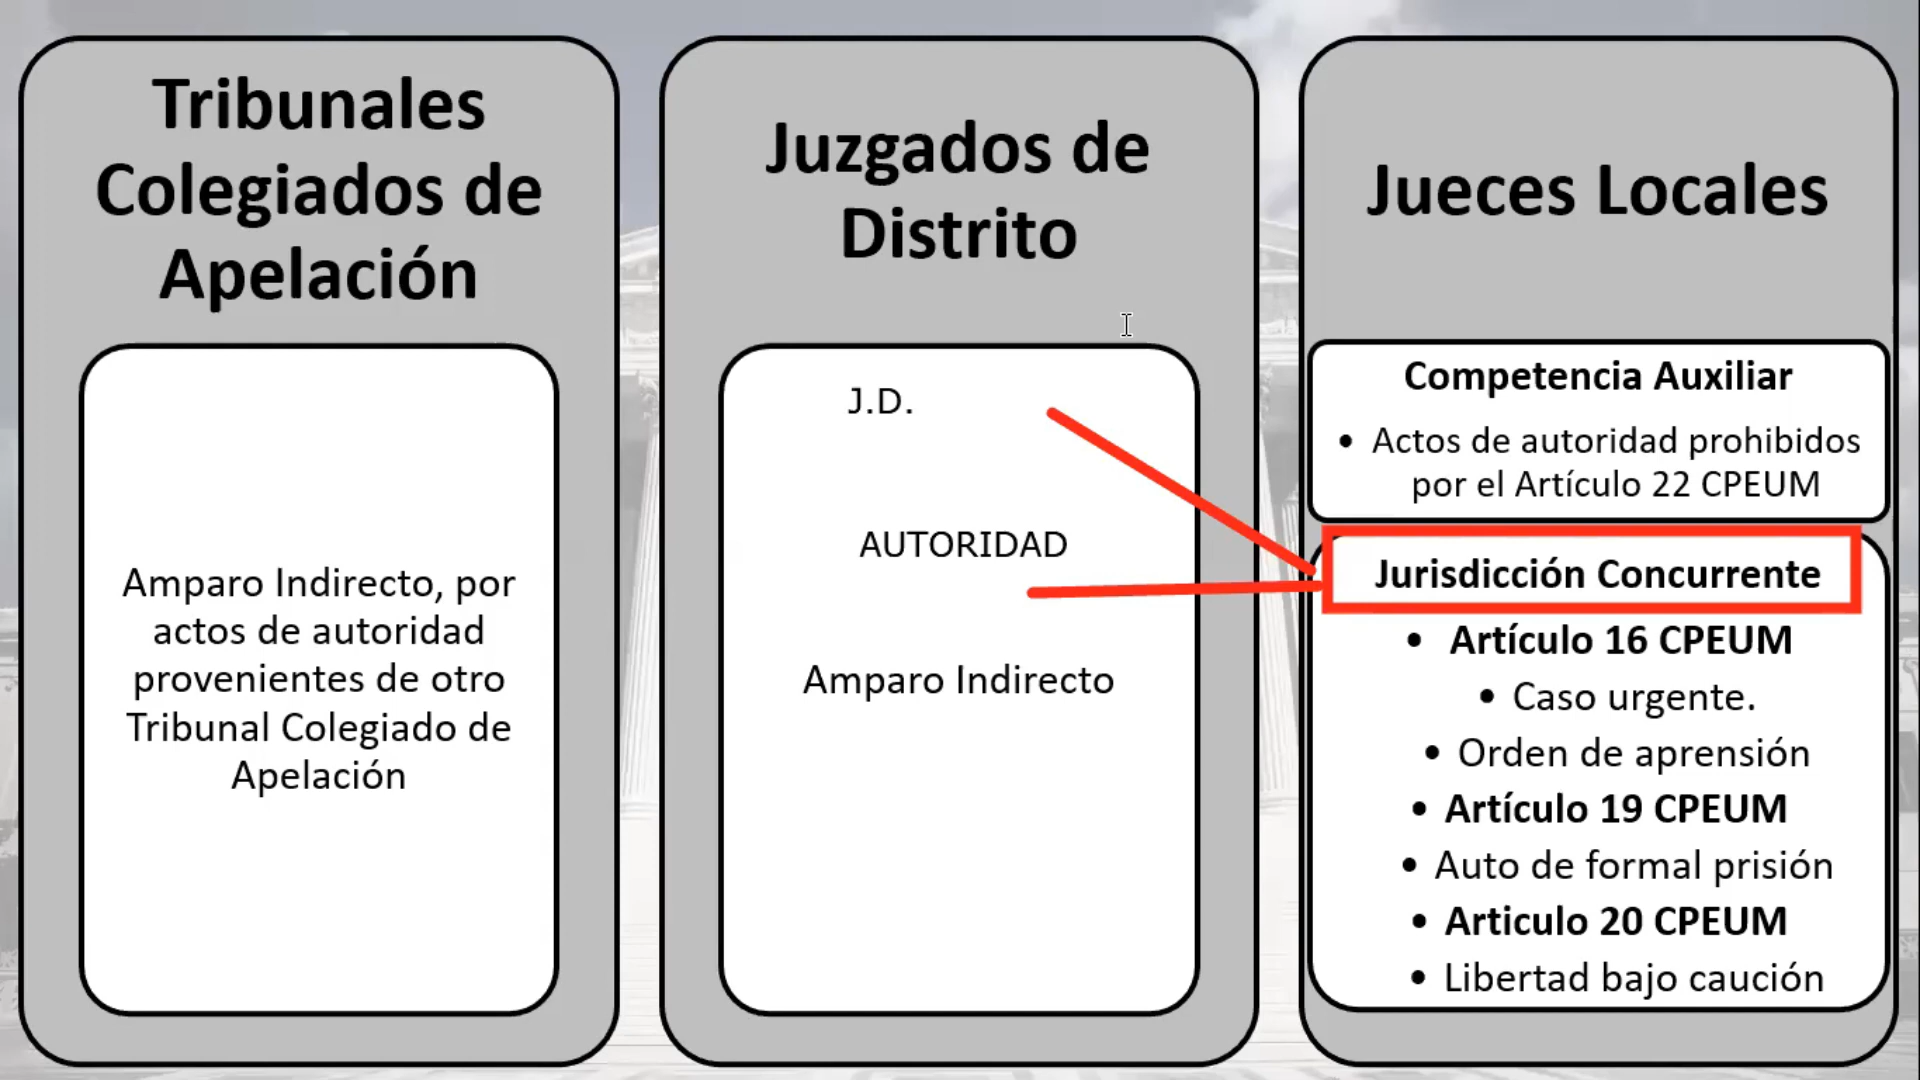 Tribunales
Colegiados de
Apelación
Amparo Indirecto, por
actos de autoridad
provenientes de otro
Tribunal Colegiado de
Apelación
Juzgados de
Distrito
J.D.
AUTORIDAD
Amparo Indirecto
Jueces Locales
Competencia Auxiliar
• Actos de autoridad prohibidos
por el Artículo 22 CPEUM
Jurisdicción Concurrente
• Artículo 16 CPEUM
• Caso urgente.
• Orden de aprensión
• Artículo 19 CPEUM
• Auto de formal prisión
• Articulo 20 CPEUM
• Libertad bajo caución